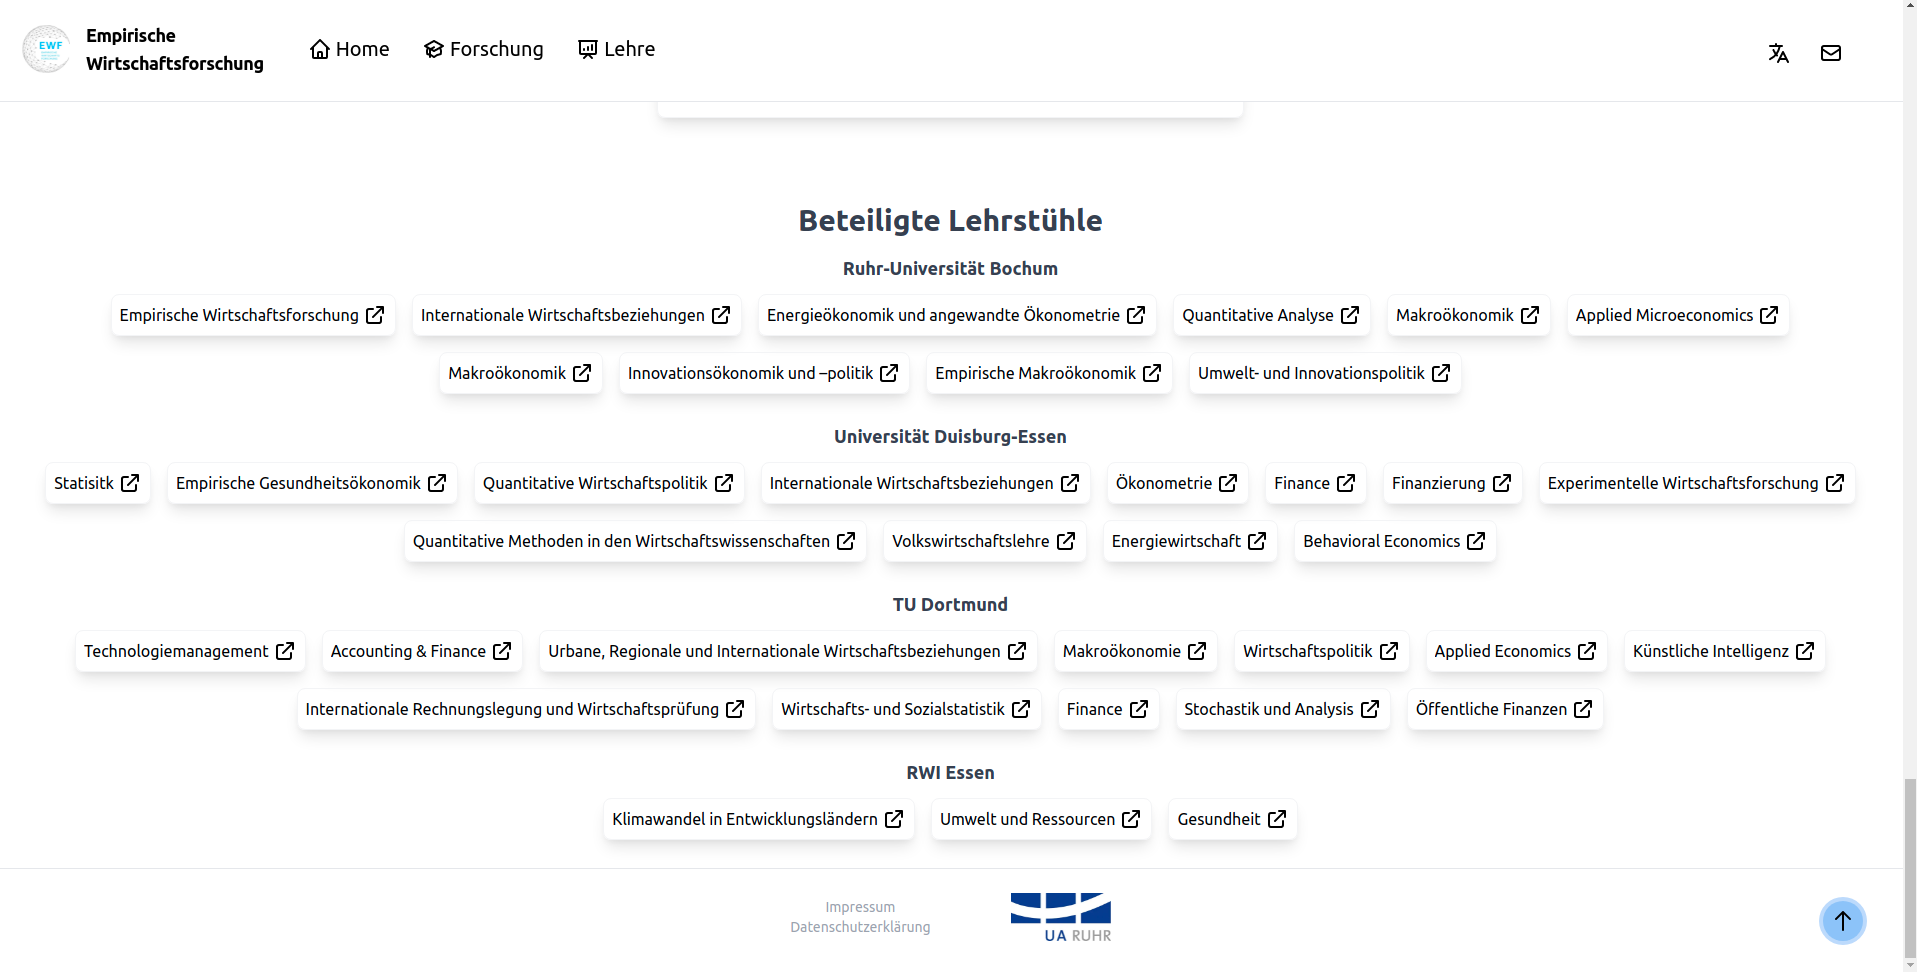 EWF
Empirische
Wirtschaftsforschung
Home
Forschung
Lehre
Beteiligte Lehrstühle
Ruhr-Universität Bochum
Empirische Wirtschaftsforschung
Internationale Wirtschaftsbeziehungen
Energieökonomik und angewandte Ökonometrie
Quantitative Analyse
Makroökonomik
Applied Microeconomics
Makroökonomik
Innovationsökonomik und –politik
Empirische Makroökonomik
Umwelt- und Innovationspolitik
Universität Duisburg-Essen
Statisitk
Empirische Gesundheitsökonomik
Quantitative Wirtschaftspolitik
Internationale Wirtschaftsbeziehungen
Ökonometrie
Finance
Finanzierung
Experimentelle Wirtschaftsforschung
Quantitative Methoden in den Wirtschaftswissenschaften
Volkswirtschaftslehre
Energiewirtschaft
Behavioral Economics
TU Dortmund
Technologiemanagement
Accounting & Finance
Urbane, Regionale und Internationale Wirtschaftsbeziehungen
Makroökonomie
Wirtschaftspolitik
Applied Economics
Künstliche Intelligenz
Internationale Rechnungslegung und Wirtschaftsprüfung
Wirtschafts- und Sozialstatistik
Finance
Stochastik und Analysis
Öffentliche Finanzen
RWI Essen
Klimawandel in Entwicklungsländern
Umwelt und Ressourcen
Gesundheit
Impressum
Datenschutzerklärung
UA RUHR